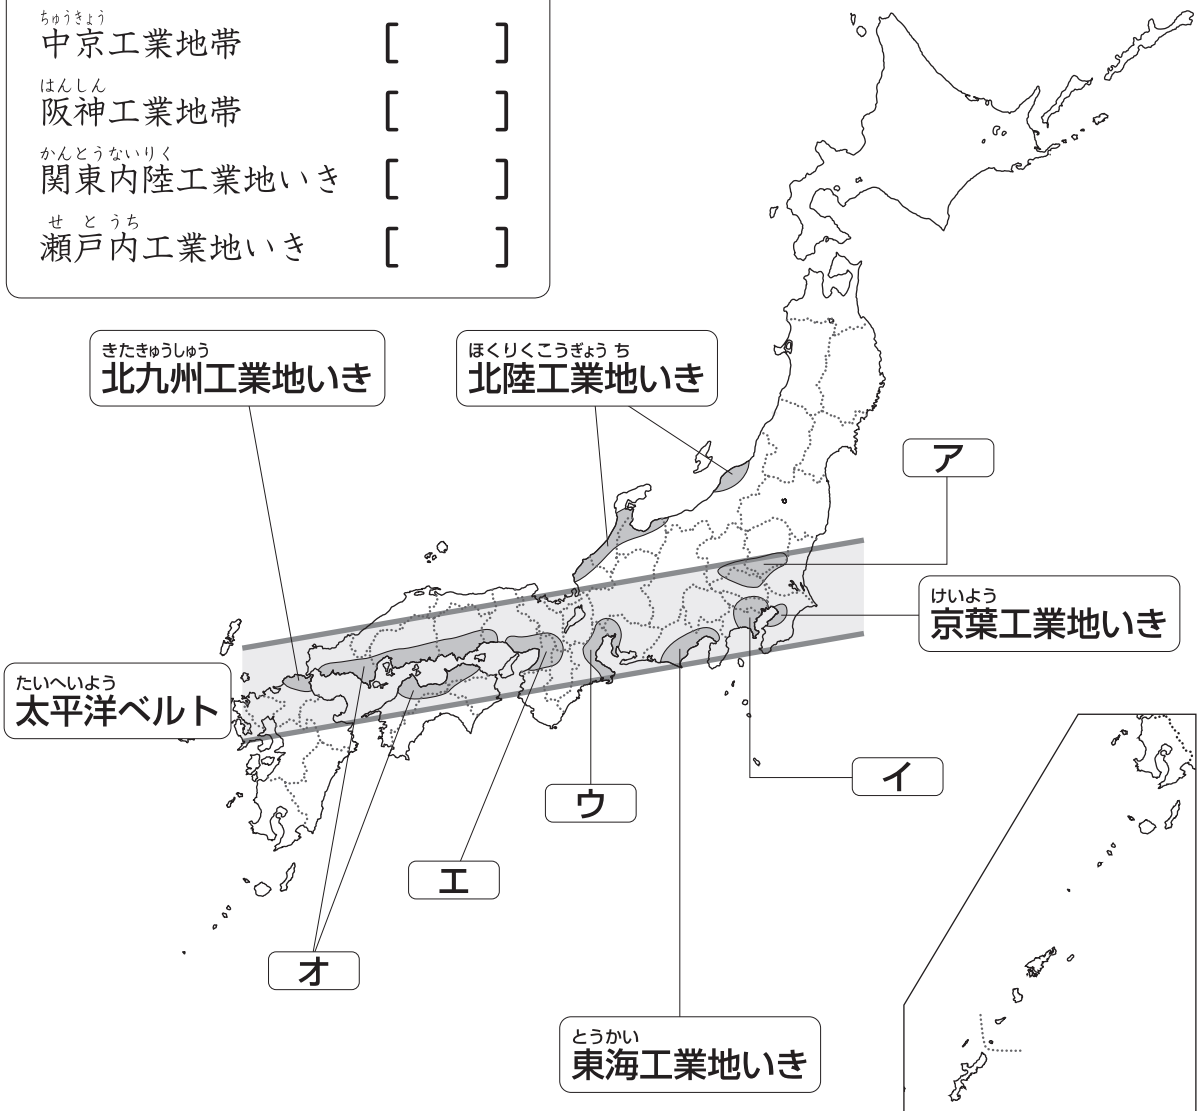 ちゅうきょう
中京工業地帯 [ ]
はんしん
阪神工業地帯 [ ]
かんとうないりく
関東内陸工業地いき [ ]
せとうち
瀬戸内工業地いき [ ]
きたきゅうしゅう
北九州工業地いき
ほくりくこうぎょう ち
北陸工業地いき
ア
けいよう
京葉工業地いき
たいへいよう
太平洋ベルト
イ
ウ
エ
オ
とうかい
東海工業地いき